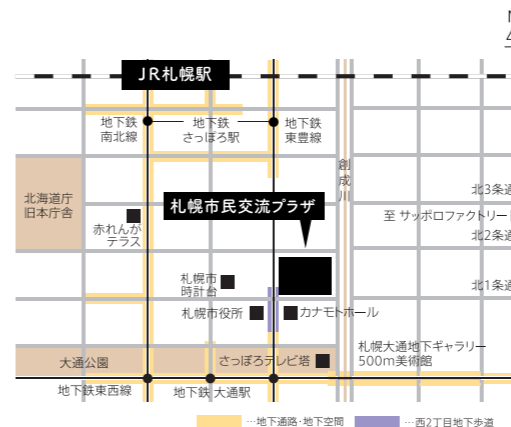 JR札幌駅
地下鉄
南北線
地下鉄
さっぽろ駅
地下鉄
東豊線
創成川
北海道庁
旧本庁舎
赤れんが
テラス
札幌市民交流プラザ
北3条通
至 サッポロファクトリー
北2条通
札幌市
時計台
北1条通
札幌市役所
カナモトホール
札幌大通地下ギャラリー
500m美術館
大通公園
さっぽろテレビ塔
地下鉄東西線
地下鉄 大通駅
…地下通路・地下空間
…西2丁目地下歩道